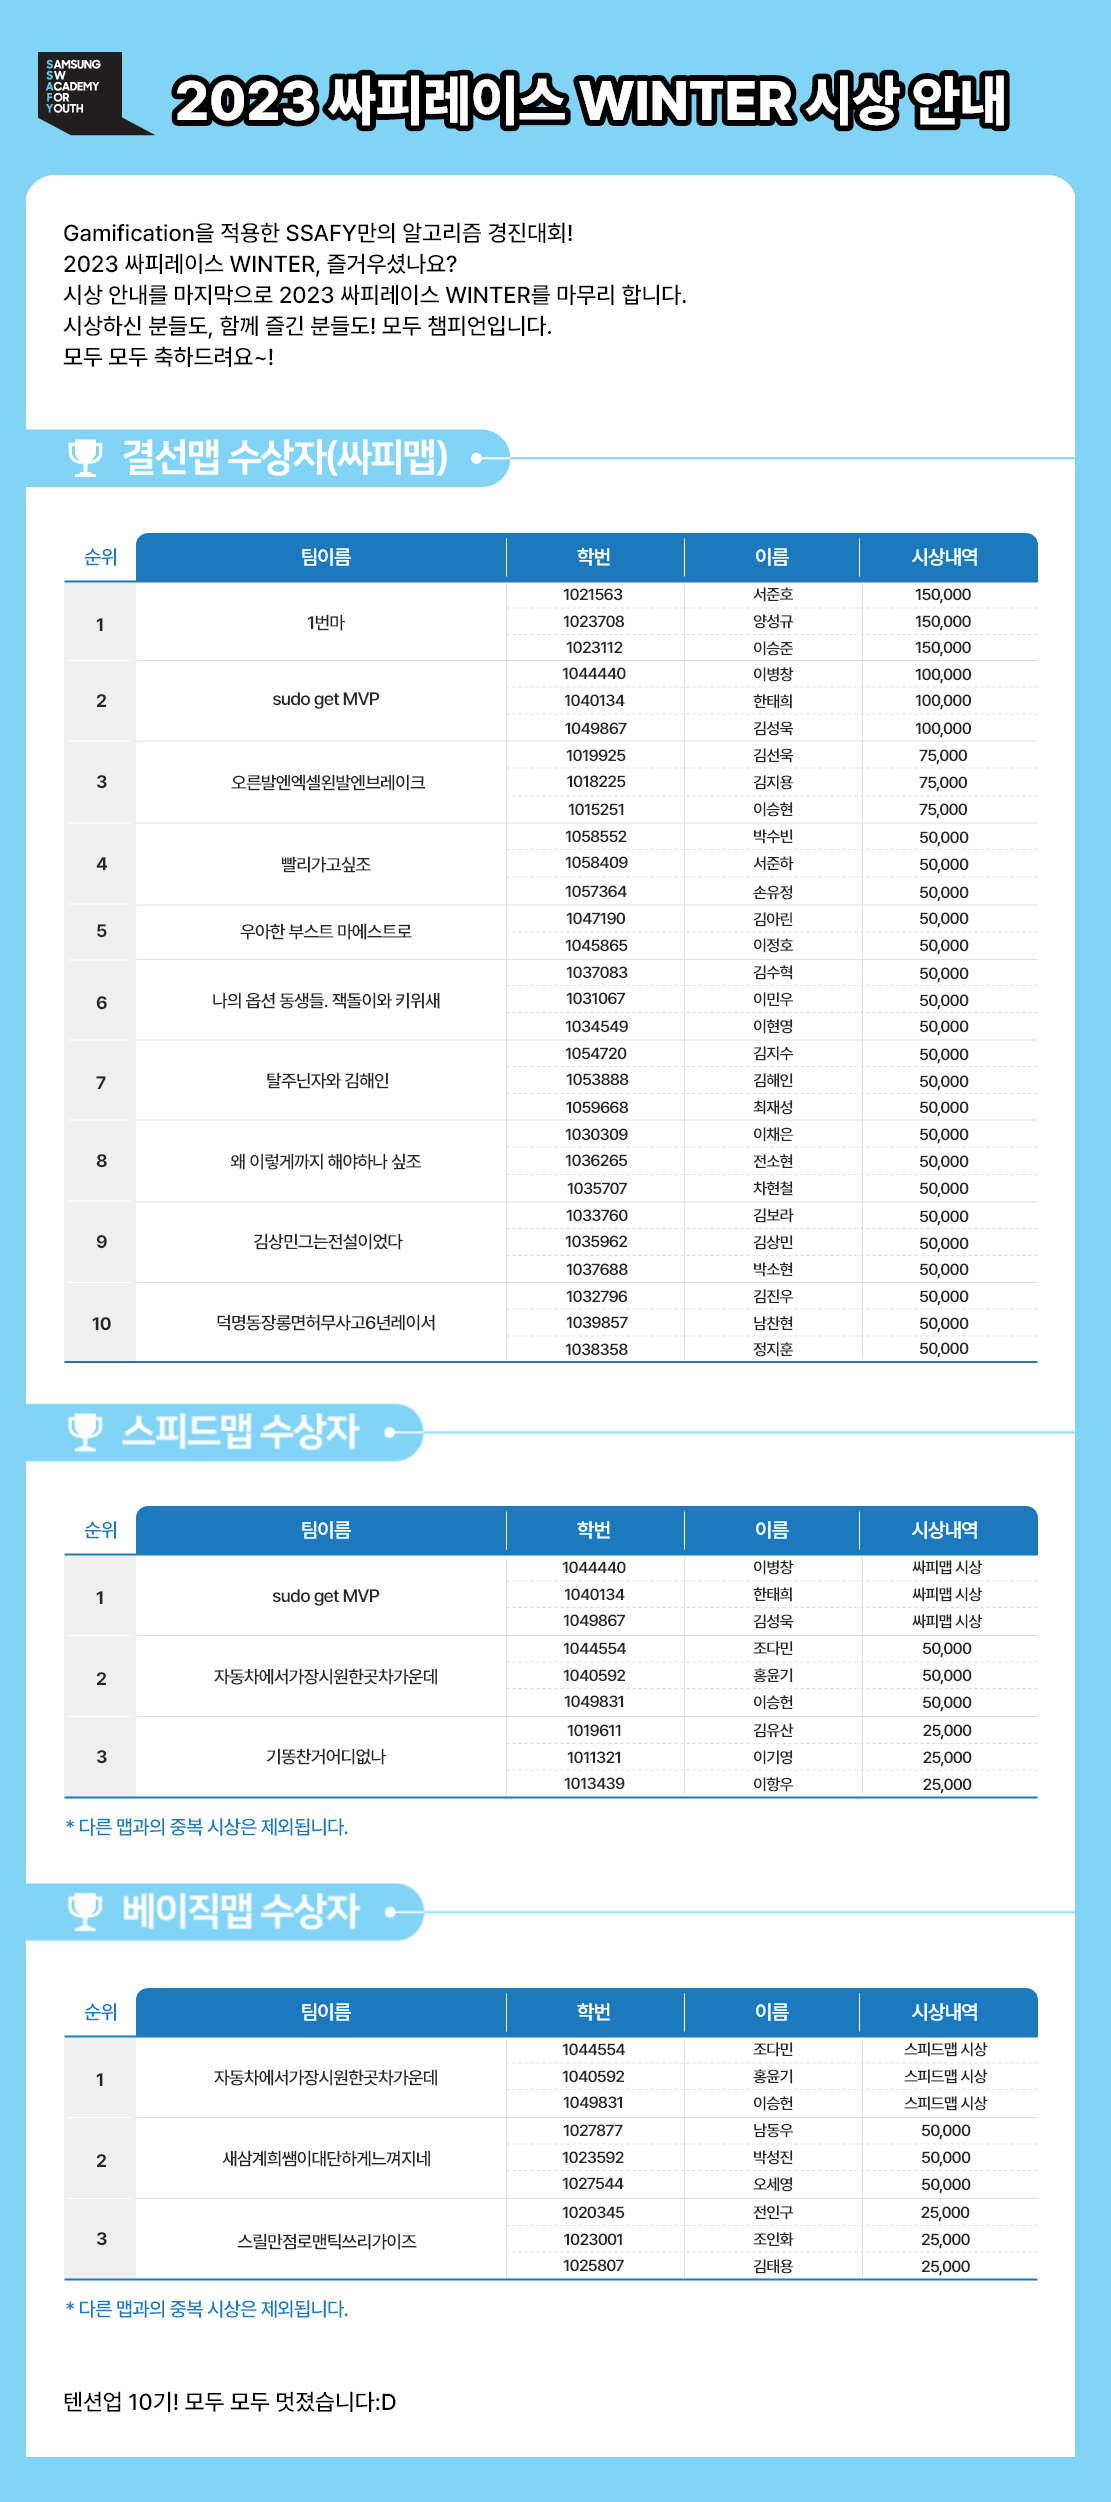 SAMSUNG
SW
ACADEMY
FOR
YOUTH
2023 싸피레이스 WINTER 시상 안내
Gamification을 적용한 SSAFY만의 알고리즘 경진대회!
2023 싸피레이스 WINTER, 즐거우셨나요?
시상 안내를 마지막으로 2023 싸피레이스 WINTER를 마무리 합니다.
시상하신 분들도, 함께 즐긴 분들도! 모두 챔피언입니다.
모두 모두 축하드려요~!
결선맵 수상자(싸피맵)
순위 팀이름 학번 이름 시상내역
1 1번마 1021563 서준호 150,000
1023708 양성규 150,000
1023112 이승준 150,000
2 sudo get MVP 1044440 이병창 100,000
1040134 한태희 100,000
1049867 김성욱 100,000
3 오른발엔엑셀왼발엔브레이크 1019925 김선욱 75,000
1018225 김지용 75,000
1015251 이승현 75,000
4 빨리가고싶조 1058552 박수빈 50,000
1058409 서준하 50,000
1057364 손유정 50,000
5 우아한 부스트 마에스트로 1047190 김아린 50,000
1045865 이정호 50,000
6 나의 옵션 동생들. 잭돌이와 키위새 1037083 김수혁 50,000
1031067 이민우 50,000
1034549 이현영 50,000
7 탈주닌자와 김해인 1054720 김지수 50,000
1053888 김해인 50,000
1059668 최재성 50,000
8 왜 이렇게까지 해야하나 싶조 1030309 이채은 50,000
1036265 전소현 50,000
1035707 차현철 50,000
9 김상민그는전설이었다 1033760 김보라 50,000
1035962 김상민 50,000
1037688 박소현 50,000
10 덕명동장롱면허무사고6년레이서 1032796 김진우 50,000
1039857 남찬현 50,000
1038358 정지훈 50,000
스피드맵 수상자
순위 팀이름 학번 이름 시상내역
1 sudo get MVP 1044440 이병창 싸피맵 시상
1040134 한태희 싸피맵 시상
1049867 김성욱 싸피맵 시상
2 자동차에서가장시원한곳차가운데 1044554 조다민 50,000
1040592 홍윤기 50,000
1049831 이승헌 50,000
3 기똥찬거어디없나 1019611 김유산 25,000
1011321 이기영 25,000
1013439 이항우 25,000
* 다른 맵과의 중복 시상은 제외됩니다.
베이직맵 수상자
순위 팀이름 학번 이름 시상내역
1 자동차에서가장시원한곳차가운데 1044554 조다민 스피드맵 시상
1040592 홍윤기 스피드맵 시상
1049831 이승헌 스피드맵 시상
2 새삼계희쌤이대단하게느껴지네 1027877 남동우 50,000
1023592 박성진 50,000
1027544 오세영 50,000
3 스릴만점로맨틱쓰리가이즈 1020345 전인구 25,000
1023001 조인화 25,000
1025807 김태용 25,000
* 다른 맵과의 중복 시상은 제외됩니다.
텐션업 10기! 모두 모두 멋졌습니다:D